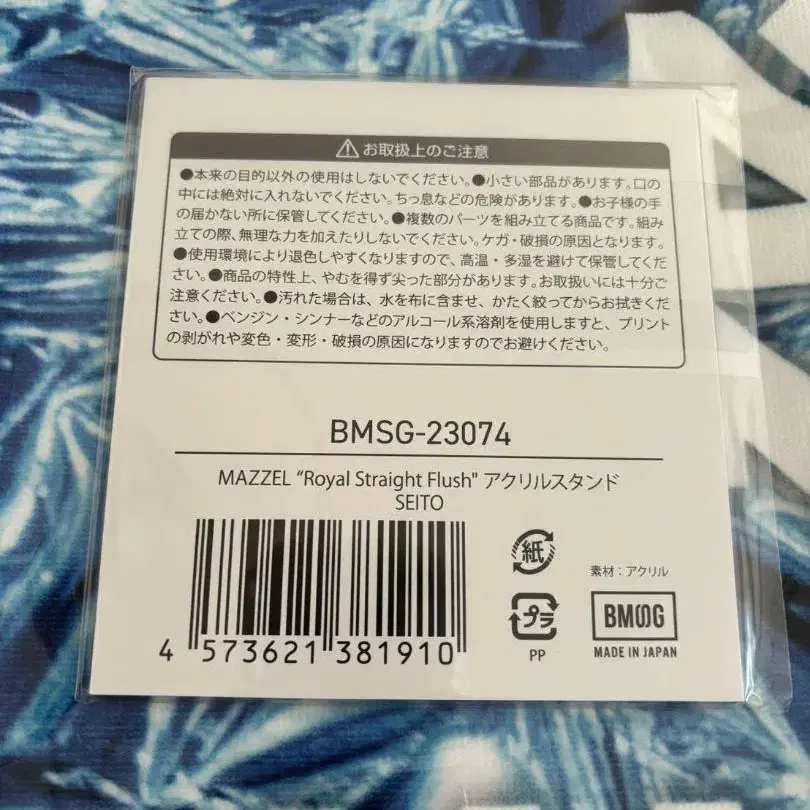 ⚠お取扱上のご注意
●本来の目的以外の使用はしないでください。●小さい部品があります。口の
中には絶対に入れないでください。ちっ息などの危険があります。●お子様の手
の届かない所に保管してください。●複数のパーツを組み立てる商品です。組み
立ての際、無理な力を加えたりしないでください。ケガ・破損の原因となります。
●使用環境により退色しやすくなりますので、高温・多湿を避けて保管してくだ
さい。●商品の特性上、やむを得ず尖った部分があります。お取扱いには十分ご
注意ください。●汚れた場合は、水を布に含ませ、かたく絞ってからお拭きくだ
さい。●ベンジン・シンナーなどのアルコール系溶剤を使用しますと、プリント
の剥がれや変色・変形・破損の原因になりますのでお避けください。
BMSG-23074
MAZZEL “Royal Straight Flush" アクリルスタンド
SEITO
4 573621 381910
紙
プラ
PP
素材：アクリル
BMSG
MADE IN JAPAN